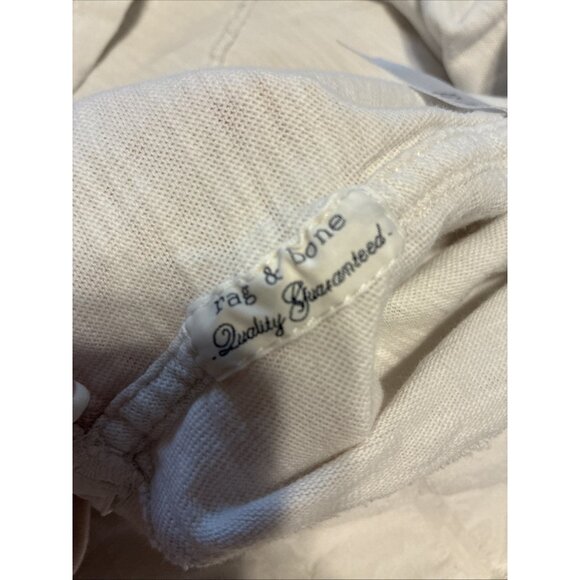 rag & bone
- Quality Guaranteed -